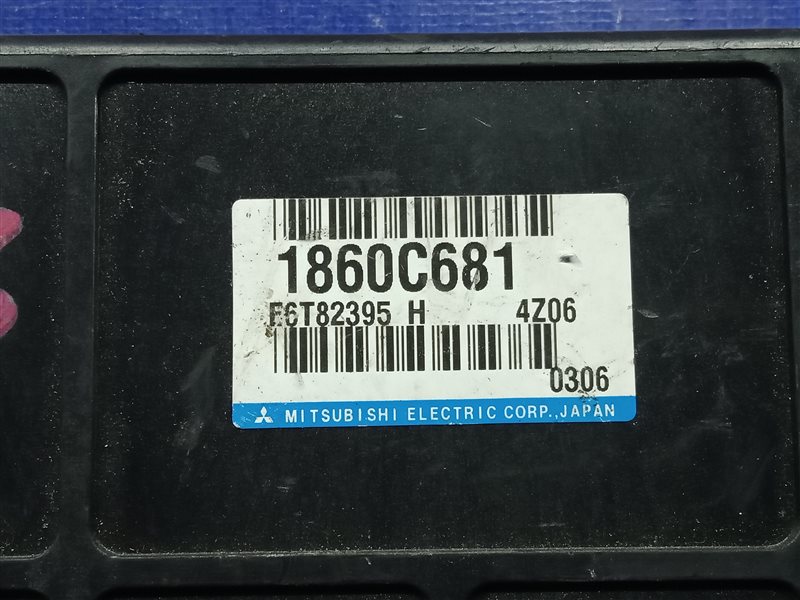 1860C681
E6T82395 H 4Z06
0306
MITSUBISHI ELECTRIC CORP.,JAPAN